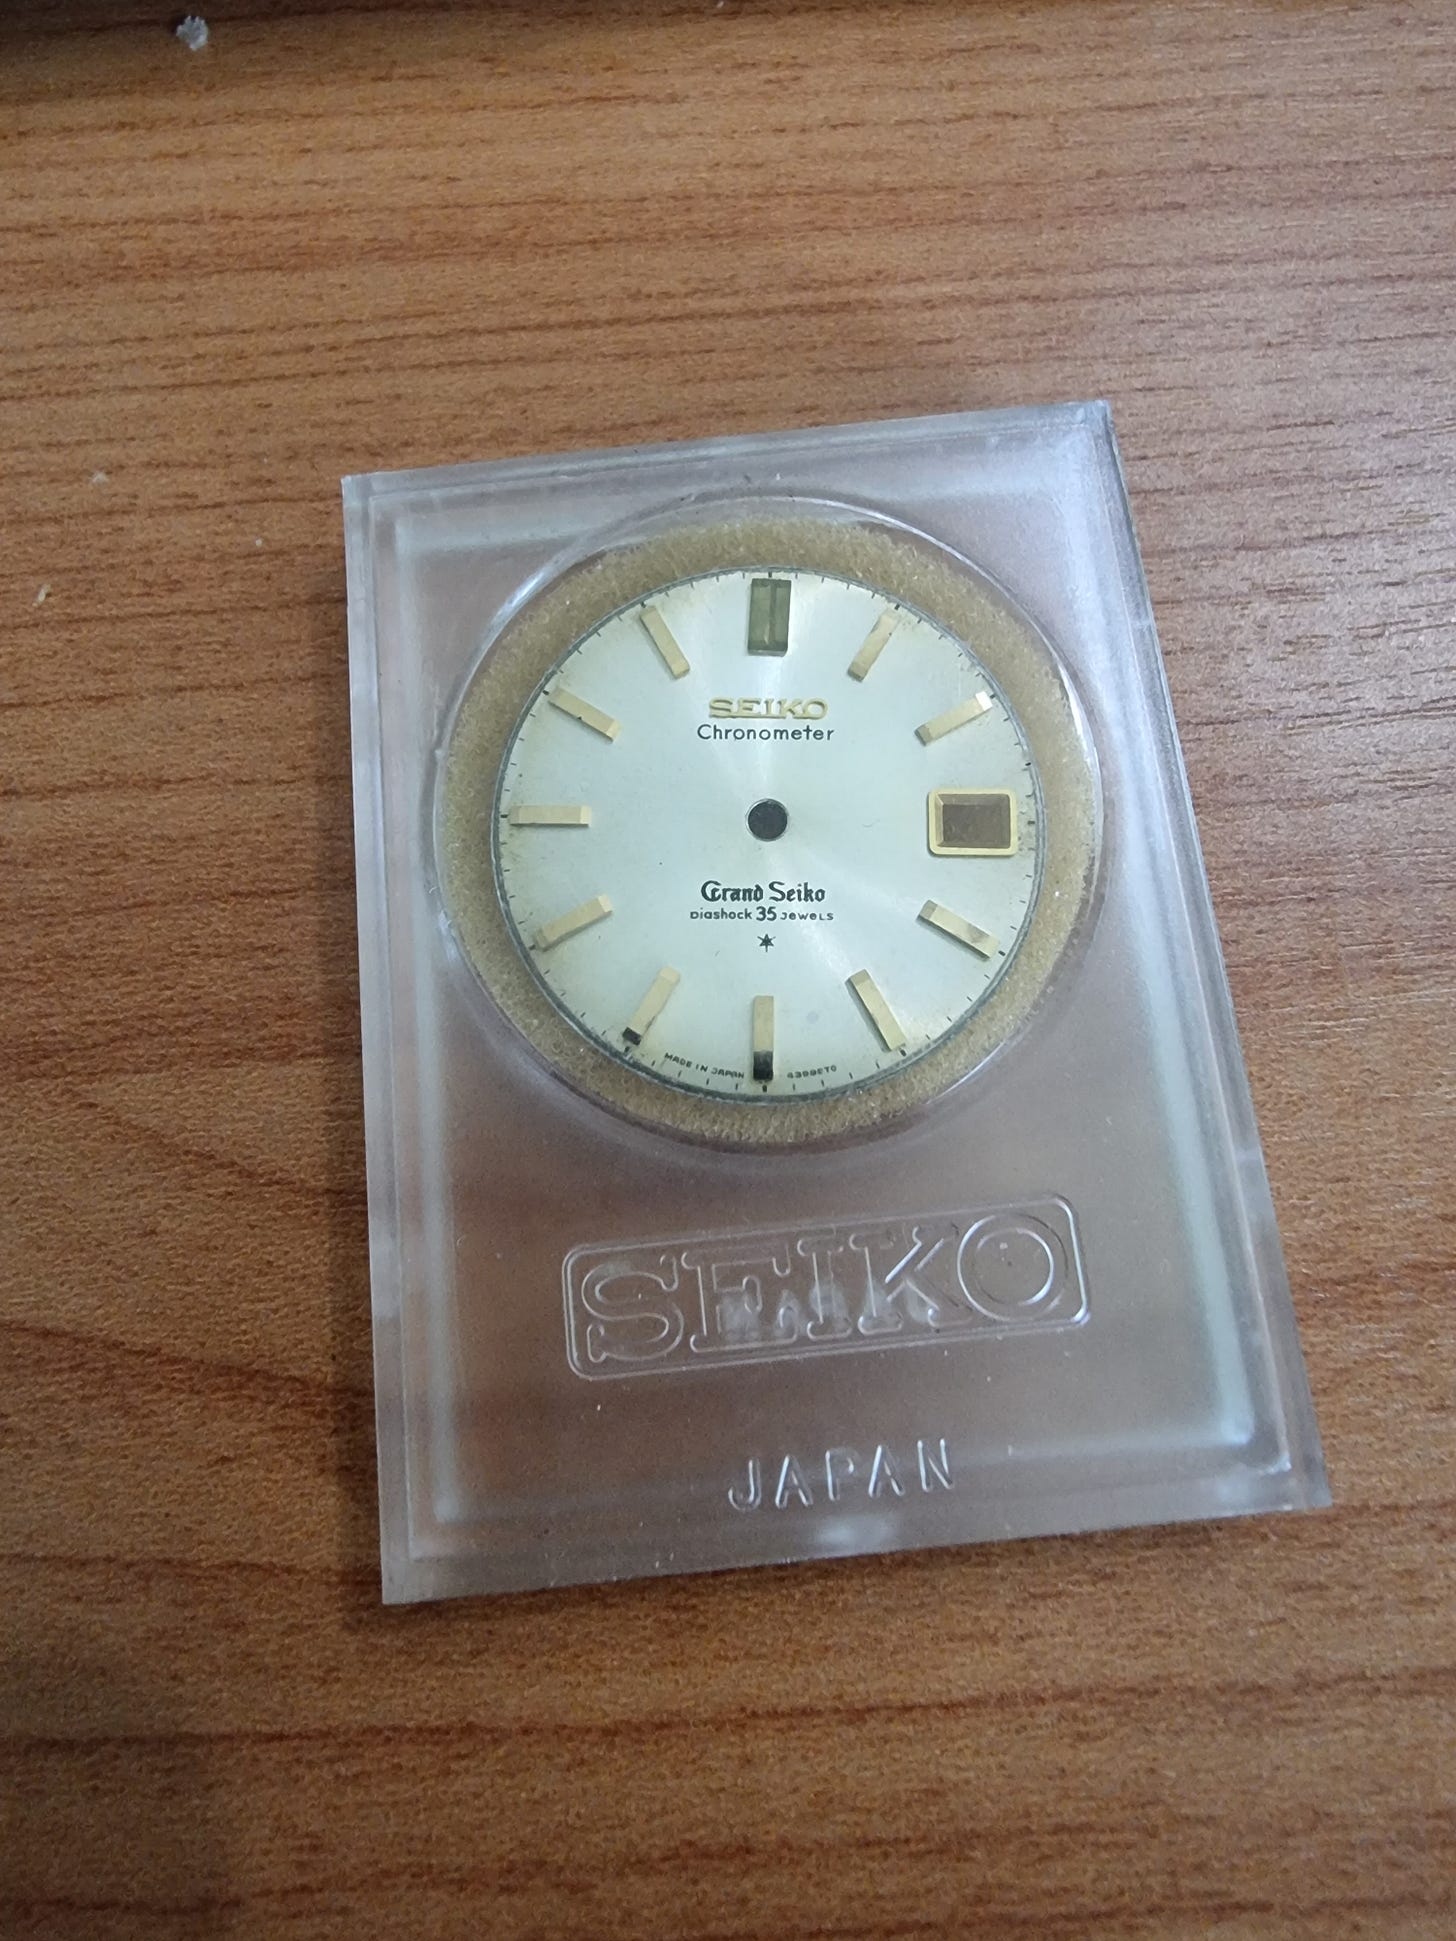 SEIKO
Chronometer
Grand Seiko
Diashock 35 JEWELS
MADE IN JAPAN
SEIKO
JAPAN